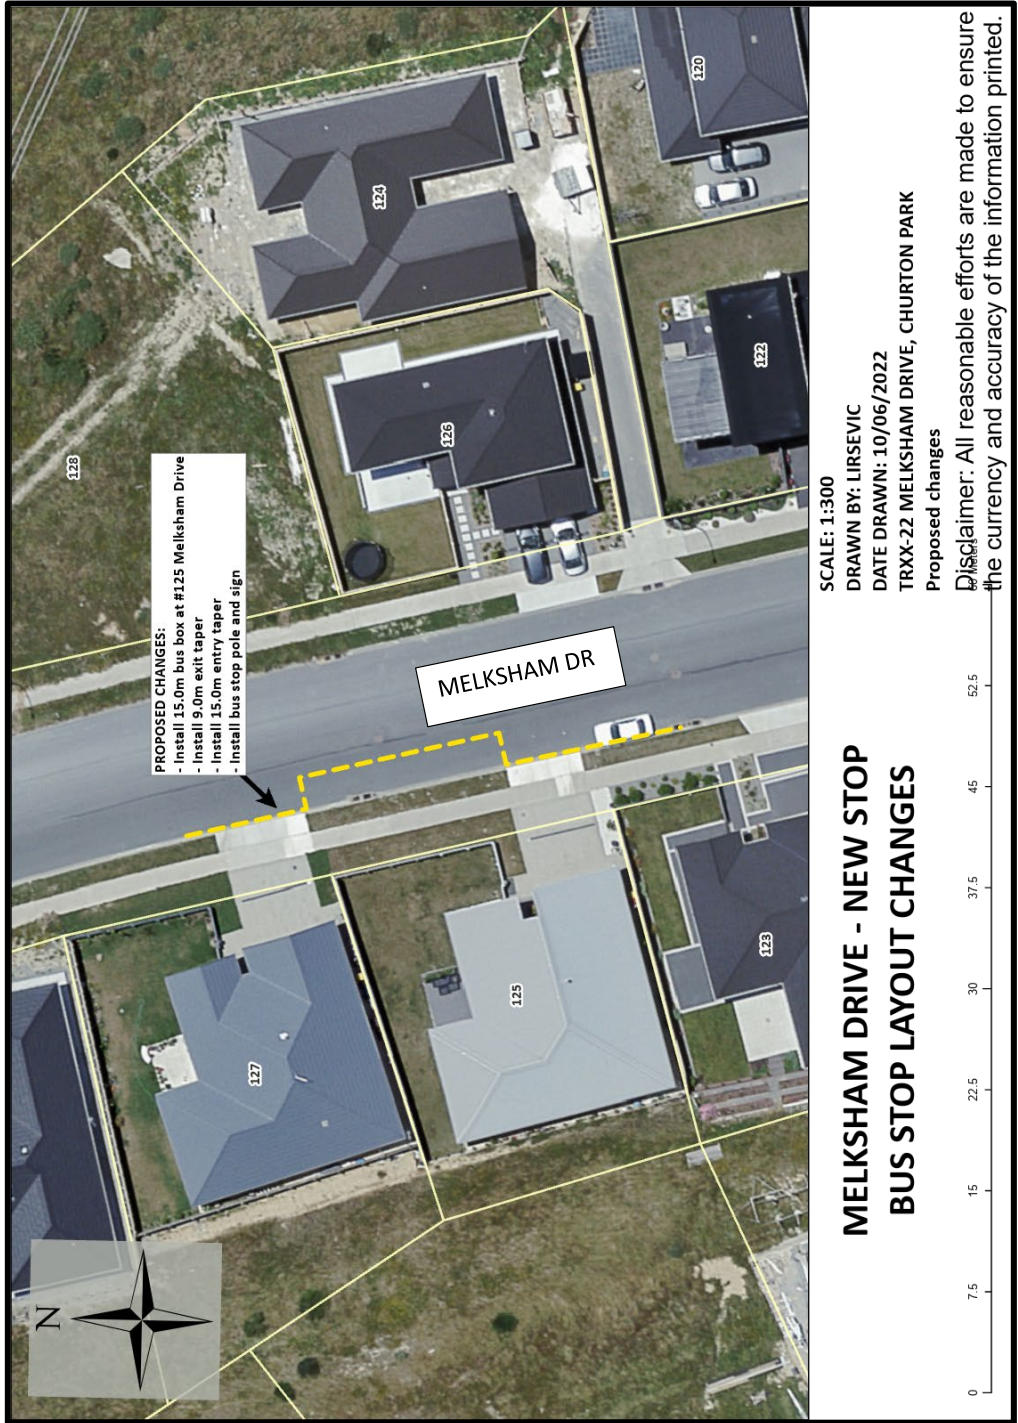 PROPOSED CHANGES:
- Install 15.0m bus box at #125 Melksham Drive
- Install 9.0m exit taper
- Install 15.0m entry taper
- Install bus stop pole and sign
MELKSHAM DR
120
124
122
126
128
123
125
127
N
MELKSHAM DRIVE - NEW STOP
BUS STOP LAYOUT CHANGES
SCALE: 1:300
DRAWN BY: LIRSEVIC
DATE DRAWN: 10/06/2022
TRXX-22 MELKSHAM DRIVE, CHURTON PARK
Proposed changes
Disclaimer: All reasonable efforts are made to ensure
the currency and accuracy of the information printed.
0 7.5 15 22.5 30 37.5 45 52.5 60 Meters